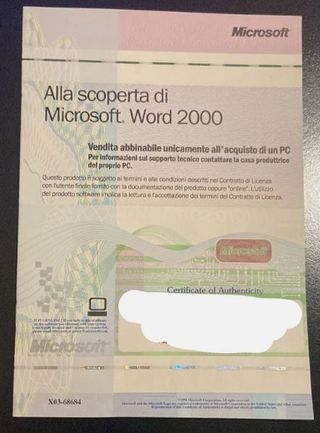 Microsoft
Alla scoperta di
Microsoft Word 2000
Vendita abbinabile unicamente all'acquisto di un PC
Per informazioni sul supporto tecnico contattare la casa produttrice
del proprio PC.
Questo prodotto è soggetto ai termini e alle condizioni descritti nel Contratto di Licenza
con l'utente finale fornito con la documentazione del prodotto oppure "online". L'utilizzo
del prodotto software implica la lettura e l'accettazione dei termini del Contratto di Licenza.
Microsoft
Certificate of Authenticity
Microsoft
X03-68684